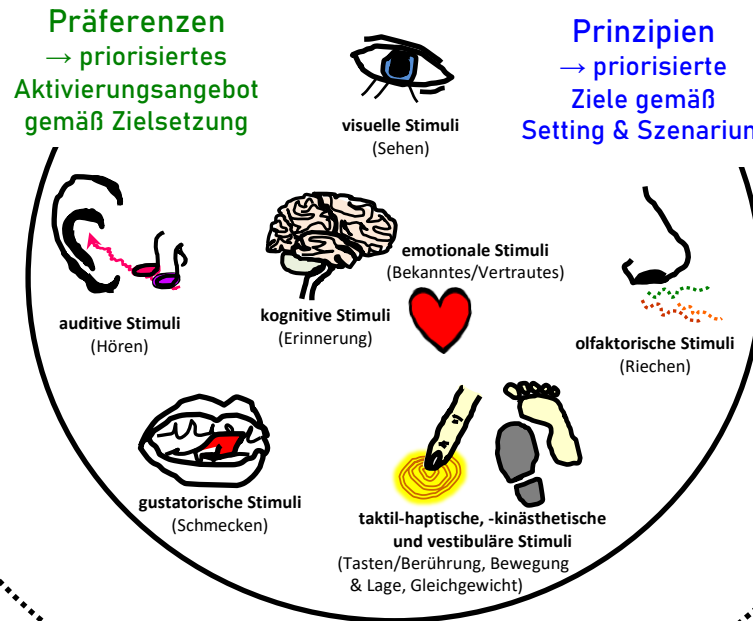 Präferenzen
→ priorisiertes
Aktivierungsangebot
gemäß Zielsetzung
Prinzipien
→ priorisierte
Ziele gemäß
Setting & Szenarium
visuelle Stimuli
(Sehen)
auditive Stimuli
(Hören)
kognitive Stimuli
(Erinnerung)
emotionale Stimuli
(Bekanntes/Vertrautes)
olfaktorische Stimuli
(Riechen)
gustatorische Stimuli
(Schmecken)
taktil-haptische, -kinästhetische
und vestibuläre Stimuli
(Tasten/Berührung, Bewegung
& Lage, Gleichgewicht)